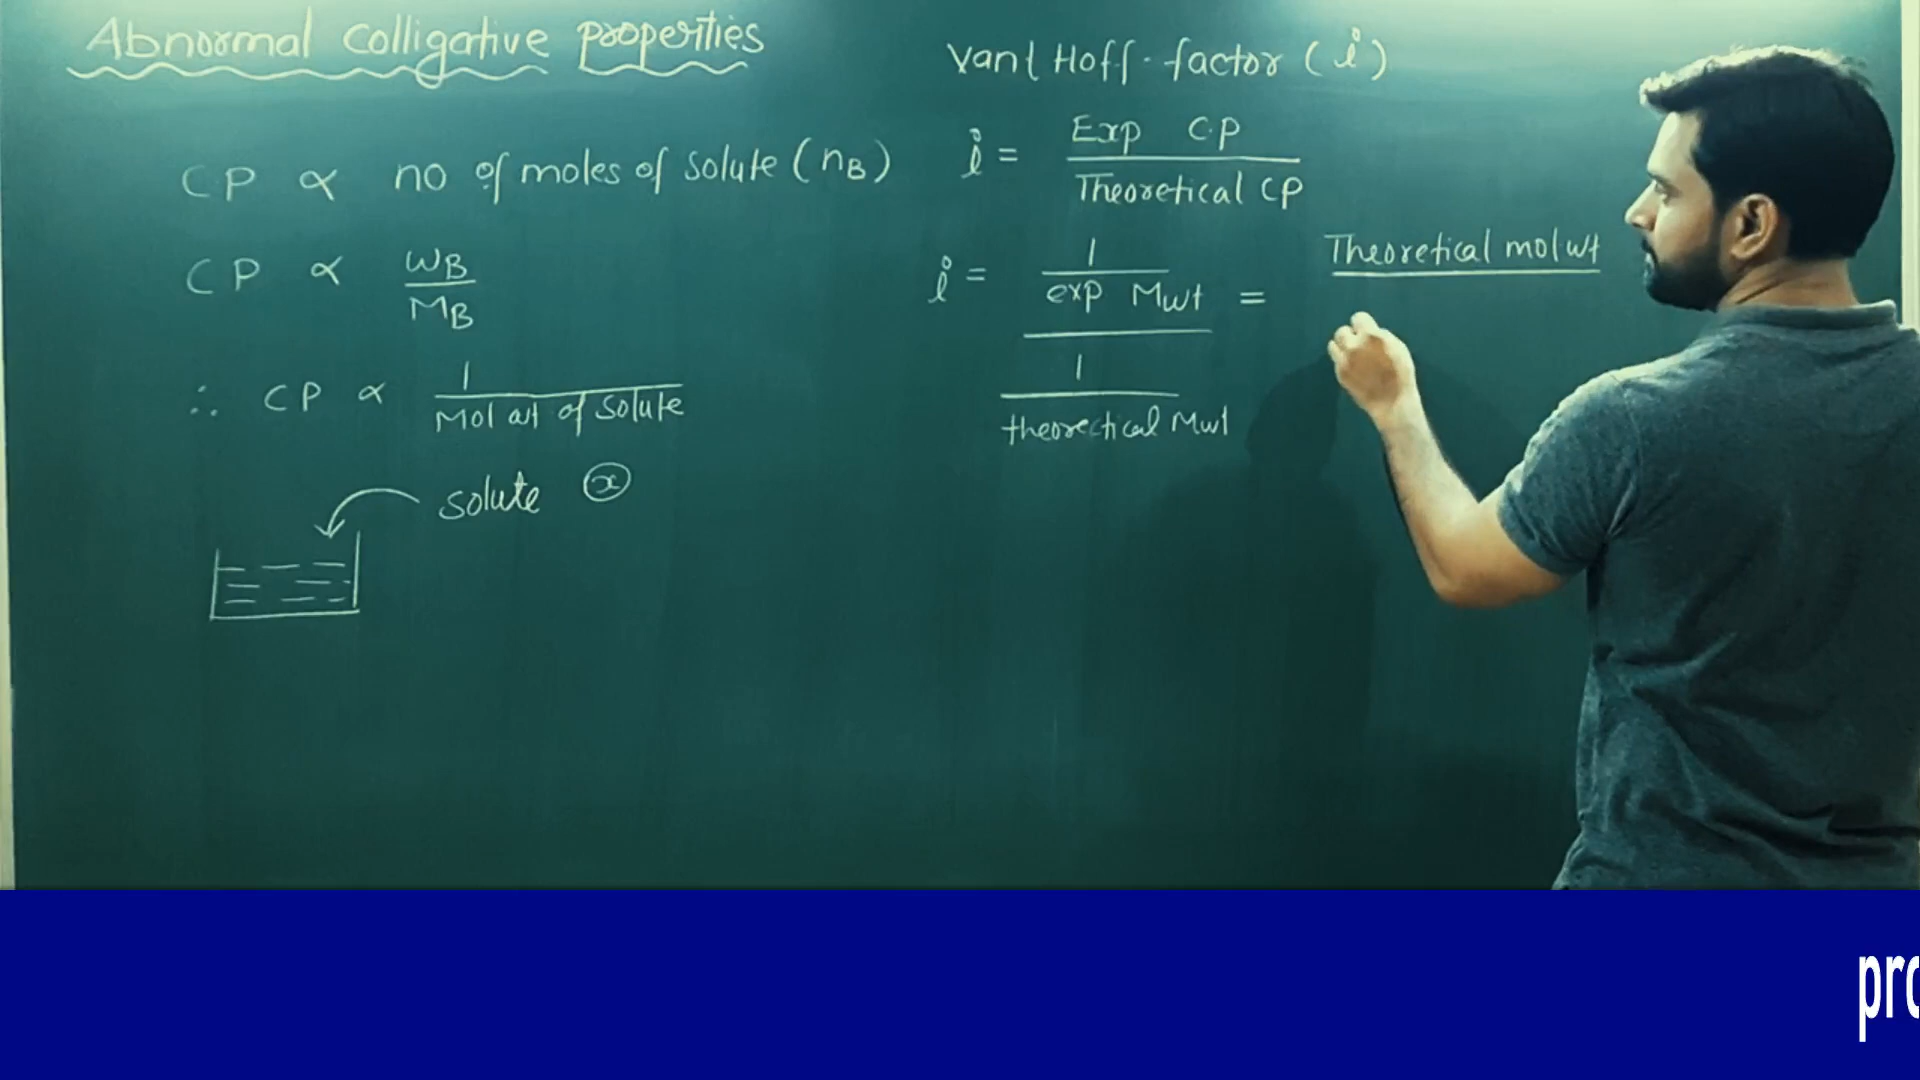 Abnormal Colligative properties
CP ∝ no of moles of solute (nB)
CP ∝ WB / MB
∴ CP ∝ 1 / Mol wt of solute
solute x
Vant Hoff. factor (i)
i = Exp C.P / Theoretical CP
i = 1 / exp Mwt / 1 / theorectical Mwt = Theoretical mol wt